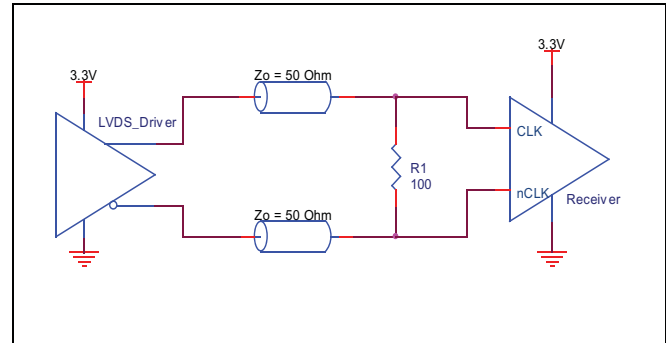 3.3V
LVDS_Driver
Zo = 50 Ohm
Zo = 50 Ohm
R1
100
3.3V
CLK
nCLK
Receiver